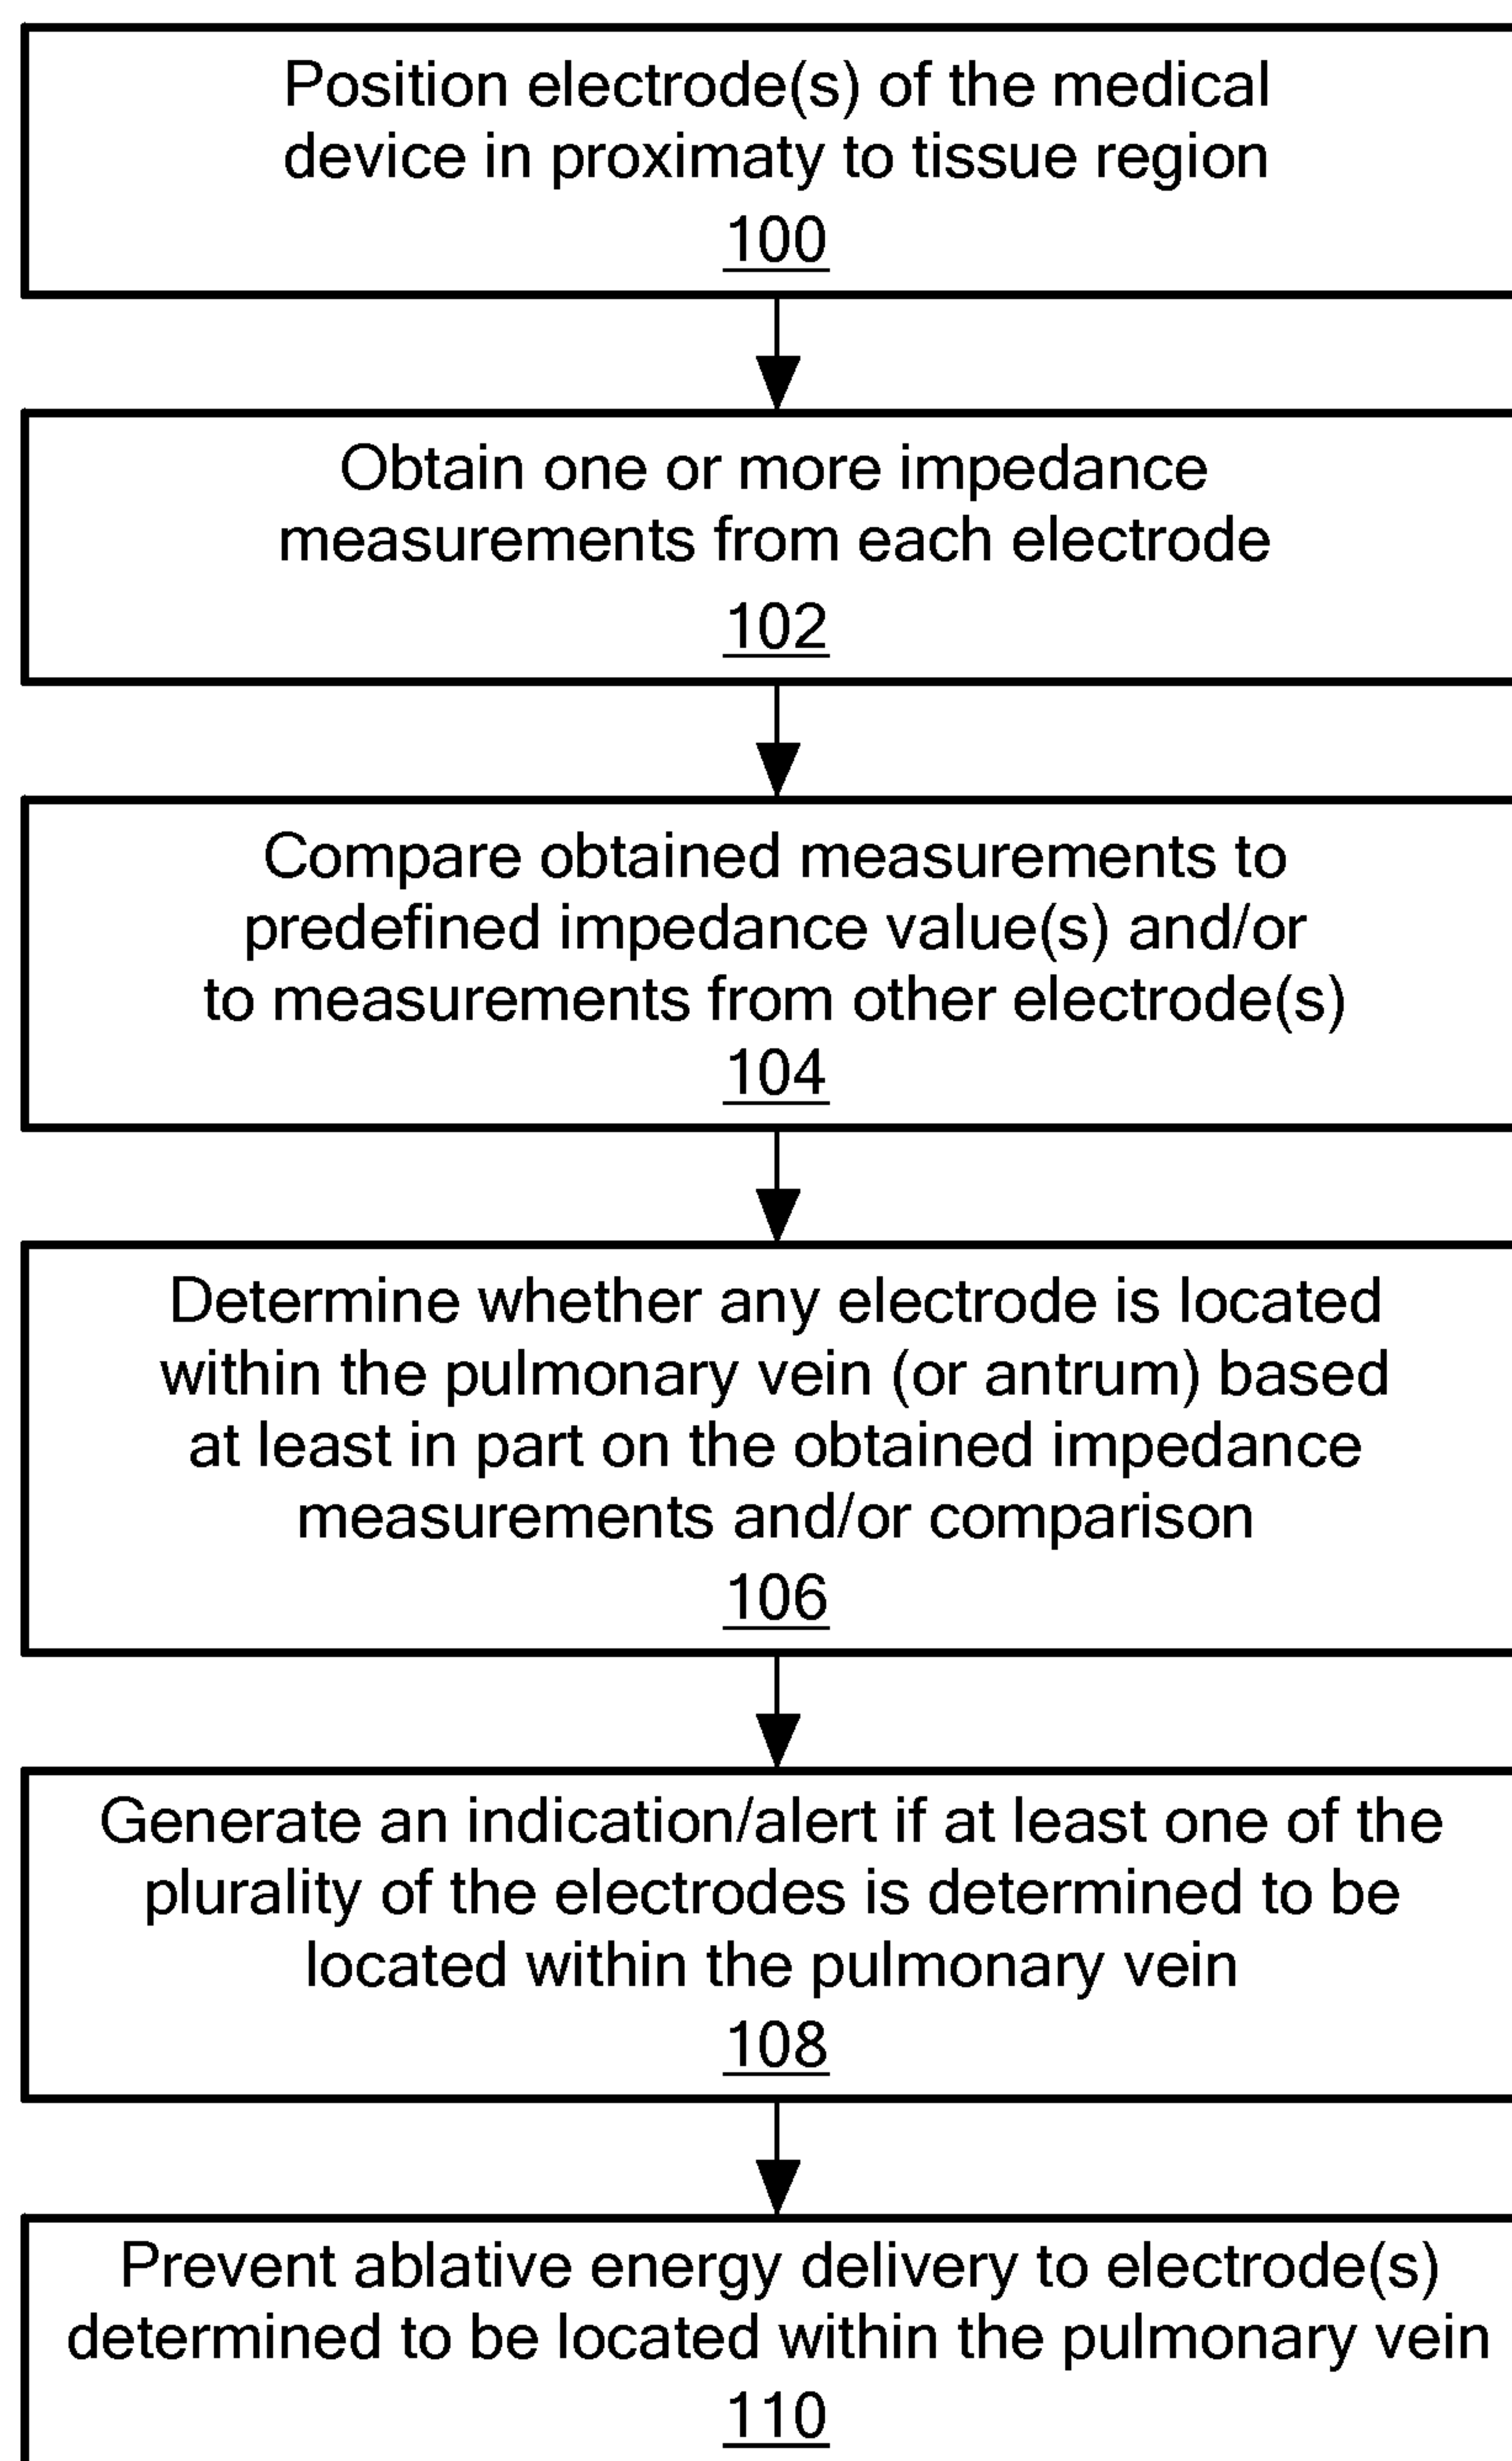 Position electrode(s) of the medical
device in proximaty to tissue region
100
Obtain one or more impedance
measurements from each electrode
102
Compare obtained measurements to
predefined impedance value(s) and/or
to measurements from other electrode(s)
104
Determine whether any electrode is located
within the pulmonary vein (or antrum) based
at least in part on the obtained impedance
measurements and/or comparison
106
Generate an indication/alert if at least one of the
plurality of the electrodes is determined to be
located within the pulmonary vein
108
Prevent ablative energy delivery to electrode(s)
determined to be located within the pulmonary vein
110